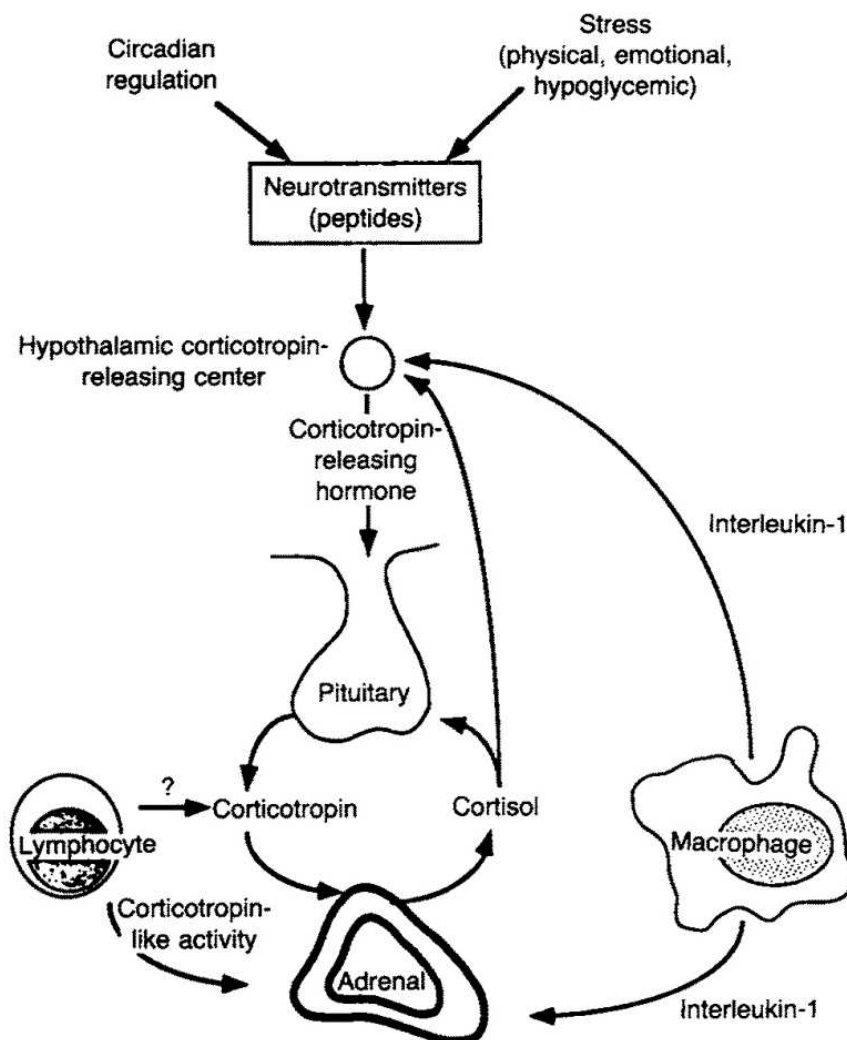 Circadian
regulation
Stress
(physical, emotional,
hypoglycemic)
Neurotransmitters
(peptides)
Hypothalamic corticotropin-
releasing center
Corticotropin-
releasing
hormone
Interleukin-1
Pituitary
?
Lymphocyte
Corticotropin
Cortisol
Macrophage
Corticotropin-
like activity
Adrenal
Interleukin-1